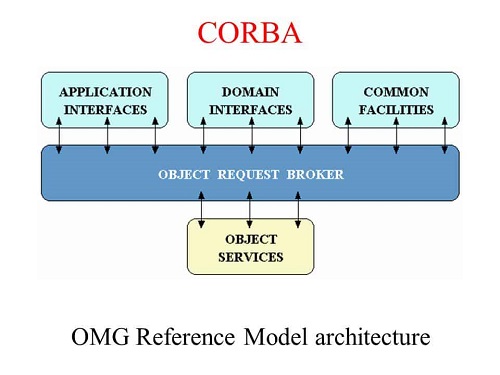 CORBA
APPLICATION
INTERFACES
DOMAIN
INTERFACES
COMMON
FACILITIES
OBJECT REQUEST BROKER
OBJECT
SERVICES
OMG Reference Model architecture